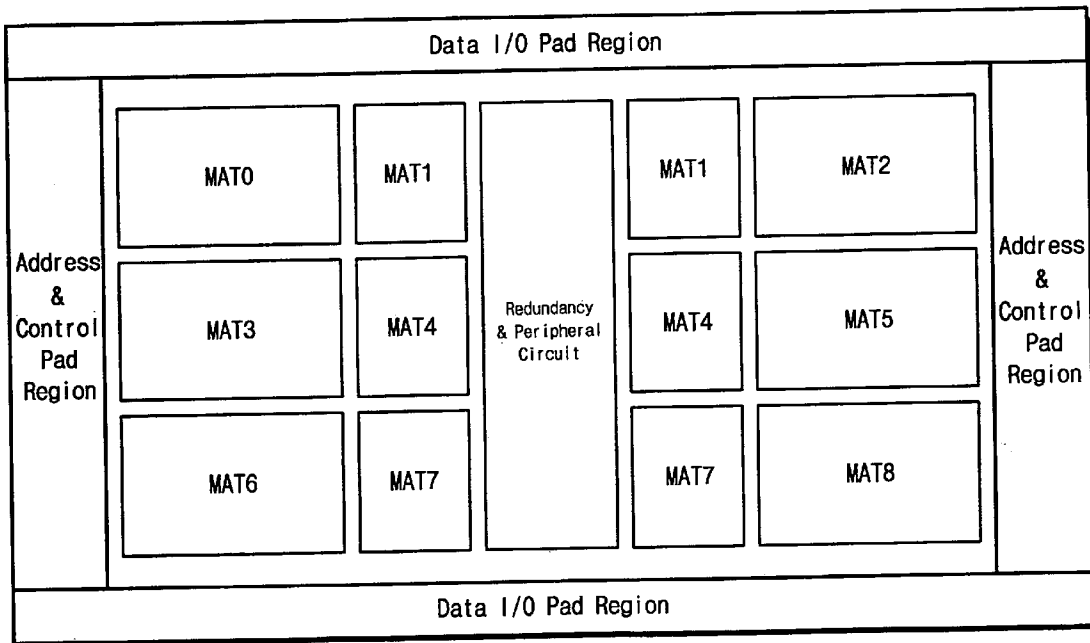 Data I/O Pad Region
MAT0
MAT1
MAT1
MAT2
Address
&
Control
Pad
Region
MAT3
MAT4
Redundancy
& Peripheral
Circuit
MAT4
MAT5
Address
&
Control
Pad
Region
MAT6
MAT7
MAT7
MAT8
Data I/O Pad Region